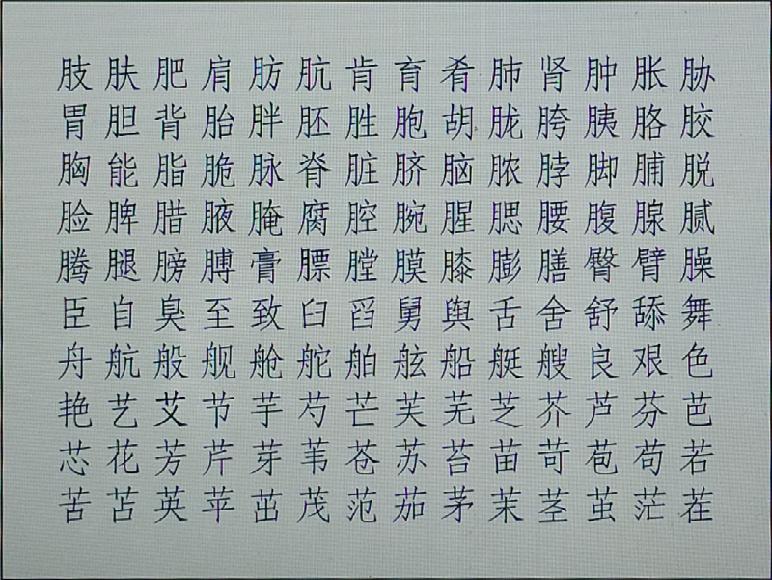 肢肤肥肩肪肮肯育肴肺肾肿胀胁
胃胆背胎胖胚胜胞胡胧胯胰胳胶
胸能脂脆脉脊脏脐脑脓脖脚脯脱
脸脾腊腋腌腐腔腕腥腮腰腹腺腻
腾腿膀膊膏膘膛膜膝膨膳臀臂臊
臣自臭至致臼舀舅舆舌舍舒舔舞
舟航般舰舱舵舶舷船艇艘良艰色
艳艺艾节芋芍芒芙芜芝芥芦芬芭
芯花芳芹芽苇苍苏苔苗苛苞苟若
苦苫英苹茁茂范茄茅茉茎茧茫茬